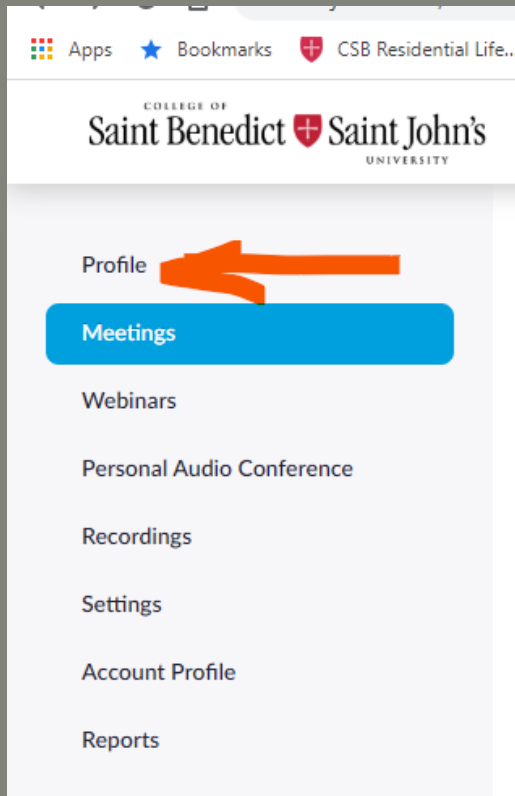 Apps Bookmarks CSB Residential Life...
COLLEGE OF
Saint Benedict Saint John's
UNIVERSITY
Profile
Meetings
Webinars
Personal Audio Conference
Recordings
Settings
Account Profile
Reports